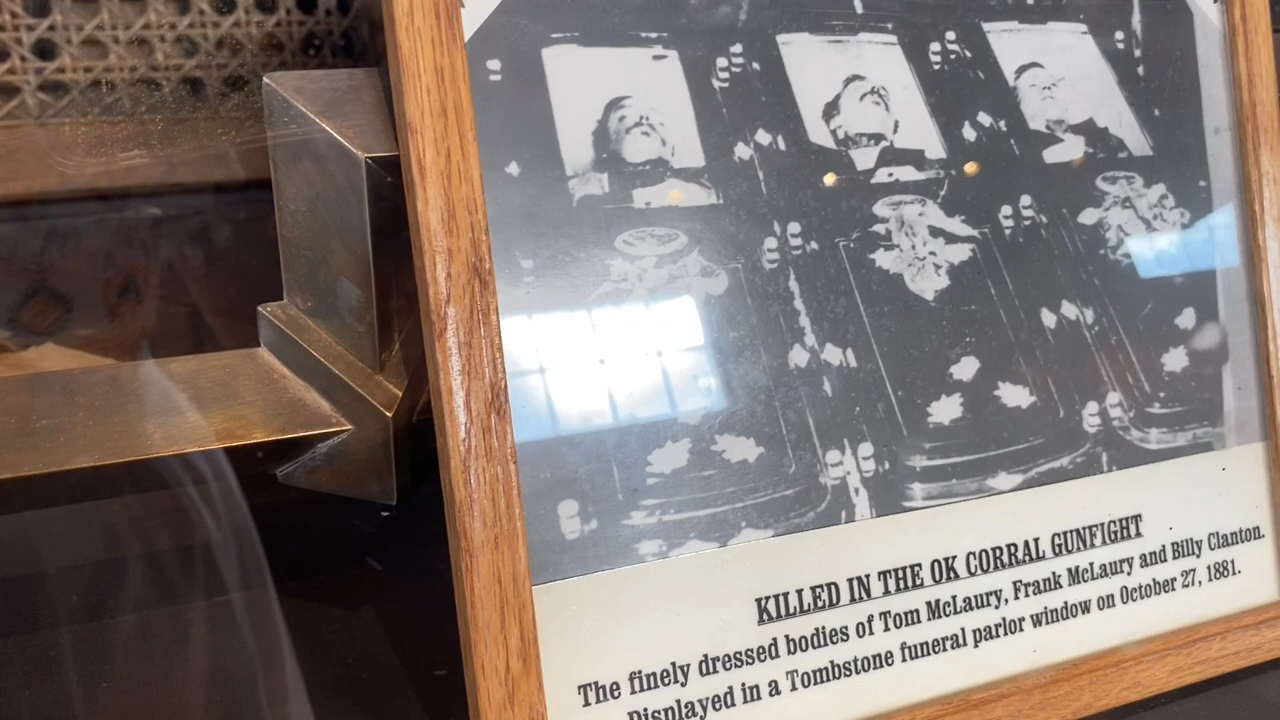 KILLED IN THE OK CORRAL GUNFIGHT
The finely dressed bodies of Tom McLaury, Frank McLaury and Billy Clanton.
Displayed in a Tombstone funeral parlor window on October 27, 1881.